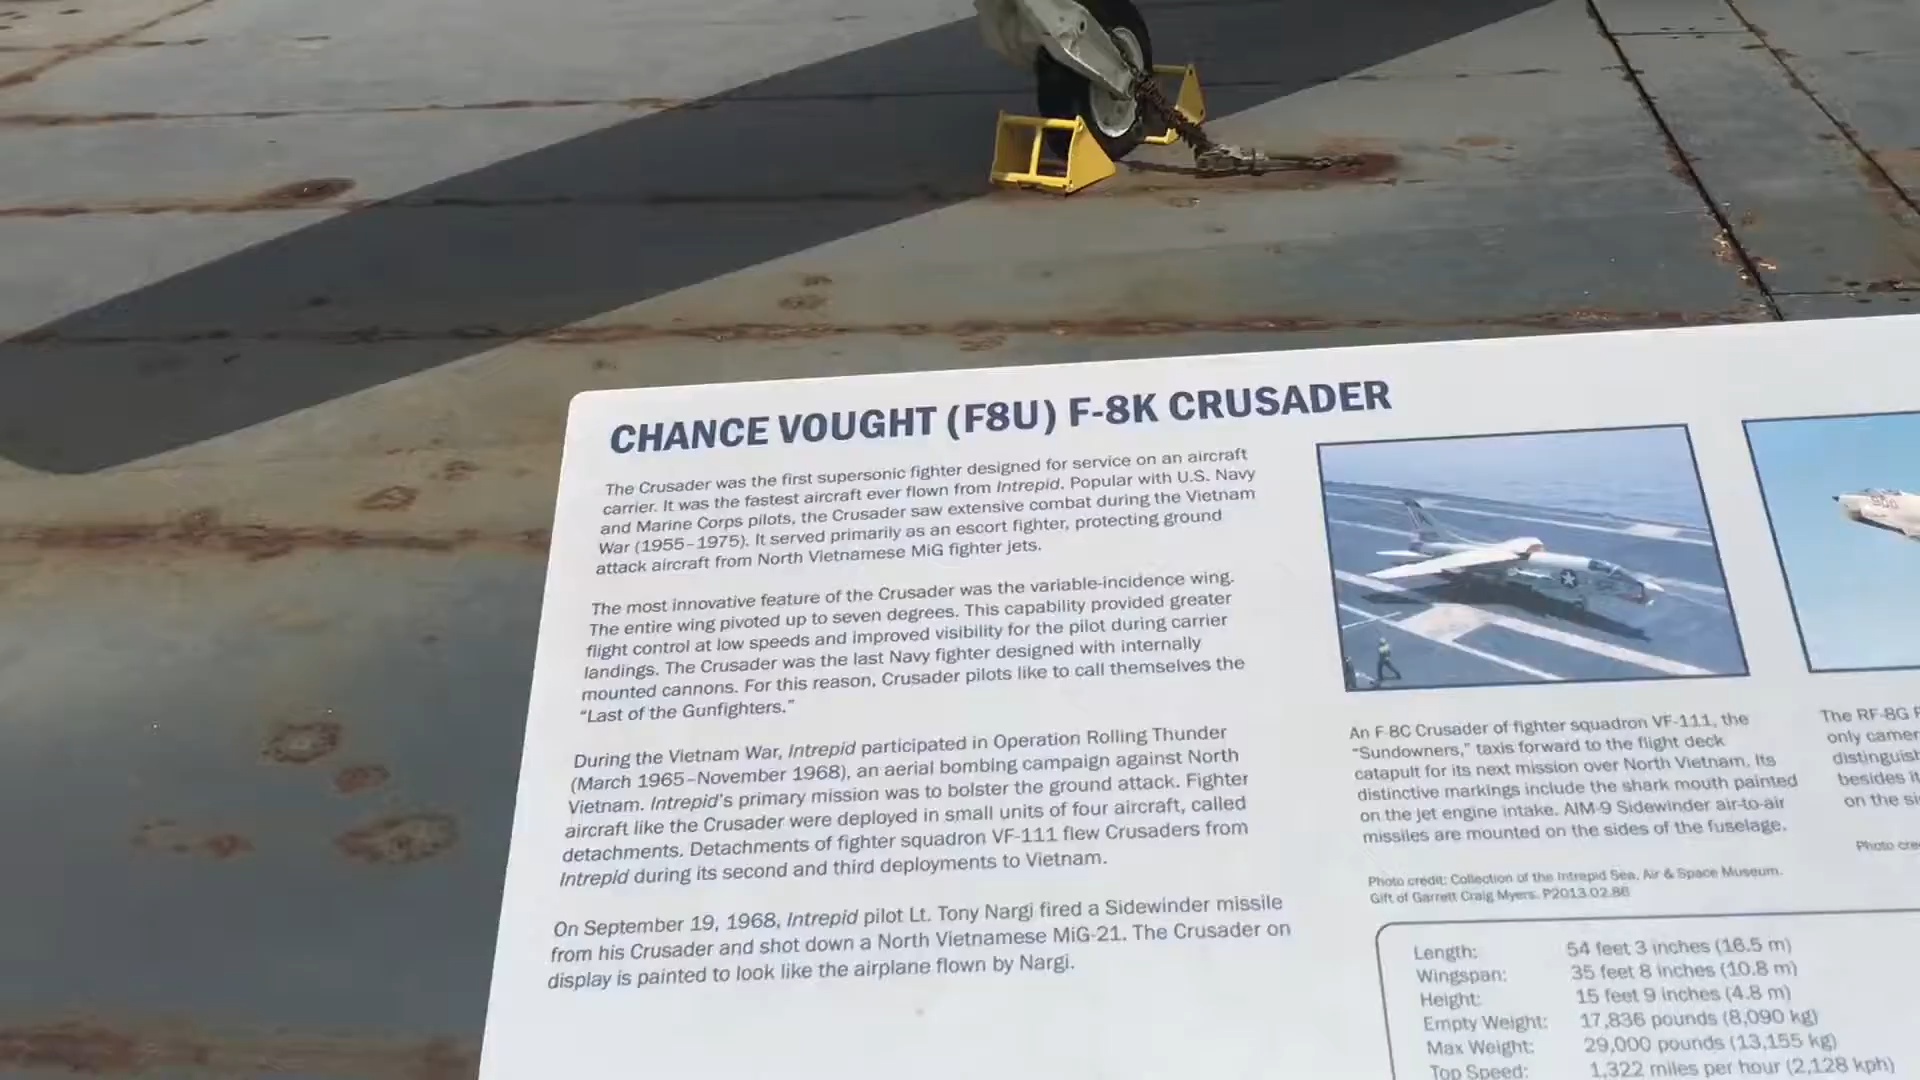 CHANCE VOUGHT (F8U) F-8K CRUSADER
The Crusader was the first supersonic fighter designed for service on an aircraft
carrier. It was the fastest aircraft ever flown from Intrepid. Popular with U.S. Navy
and Marine Corps pilots, the Crusader saw extensive combat during the Vietnam
War (1955–1975). It served primarily as an escort fighter, protecting ground
attack aircraft from North Vietnamese MiG fighter jets.
The most innovative feature of the Crusader was the variable-incidence wing.
The entire wing pivoted up to seven degrees. This capability provided greater
flight control at low speeds and improved visibility for the pilot during carrier
landings. The Crusader was the last Navy fighter designed with internally
mounted cannons. For this reason, Crusader pilots like to call themselves the
“Last of the Gunfighters.”
During the Vietnam War, Intrepid participated in Operation Rolling Thunder
(March 1965–November 1968), an aerial bombing campaign against North
Vietnam. Intrepid's primary mission was to bolster the ground attack. Fighter
aircraft like the Crusader were deployed in small units of four aircraft, called
detachments. Detachments of fighter squadron VF-111 flew Crusaders from
Intrepid during its second and third deployments to Vietnam.
On September 19, 1968, Intrepid pilot Lt. Tony Nargi fired a Sidewinder missile
from his Crusader and shot down a North Vietnamese MiG-21. The Crusader on
display is painted to look like the airplane flown by Nargi.
An F-8C Crusader of fighter squadron VF-111, the
“Sundowners,” taxis forward to the flight deck
catapult for its next mission over North Vietnam. Its
distinctive markings include the shark mouth painted
on the jet engine intake. AIM-9 Sidewinder air-to-air
missiles are mounted on the sides of the fuselage.
Photo credit: Collection of the Intrepid Sea, Air & Space Museum.
Gift of Garrett Craig Myers. P2013.02.86
The RF-8G
only camer
distinguish
besides it
on the si
Photo cre
Length: 54 feet 3 inches (16.5 m)
Wingspan: 35 feet 8 inches (10.8 m)
Height: 15 feet 9 inches (4.8 m)
Empty Weight: 17,836 pounds (8,090 kg)
Max Weight: 29,000 pounds (13,155 kg)
Top Speed: 1,322 miles per hour (2,128 kph)